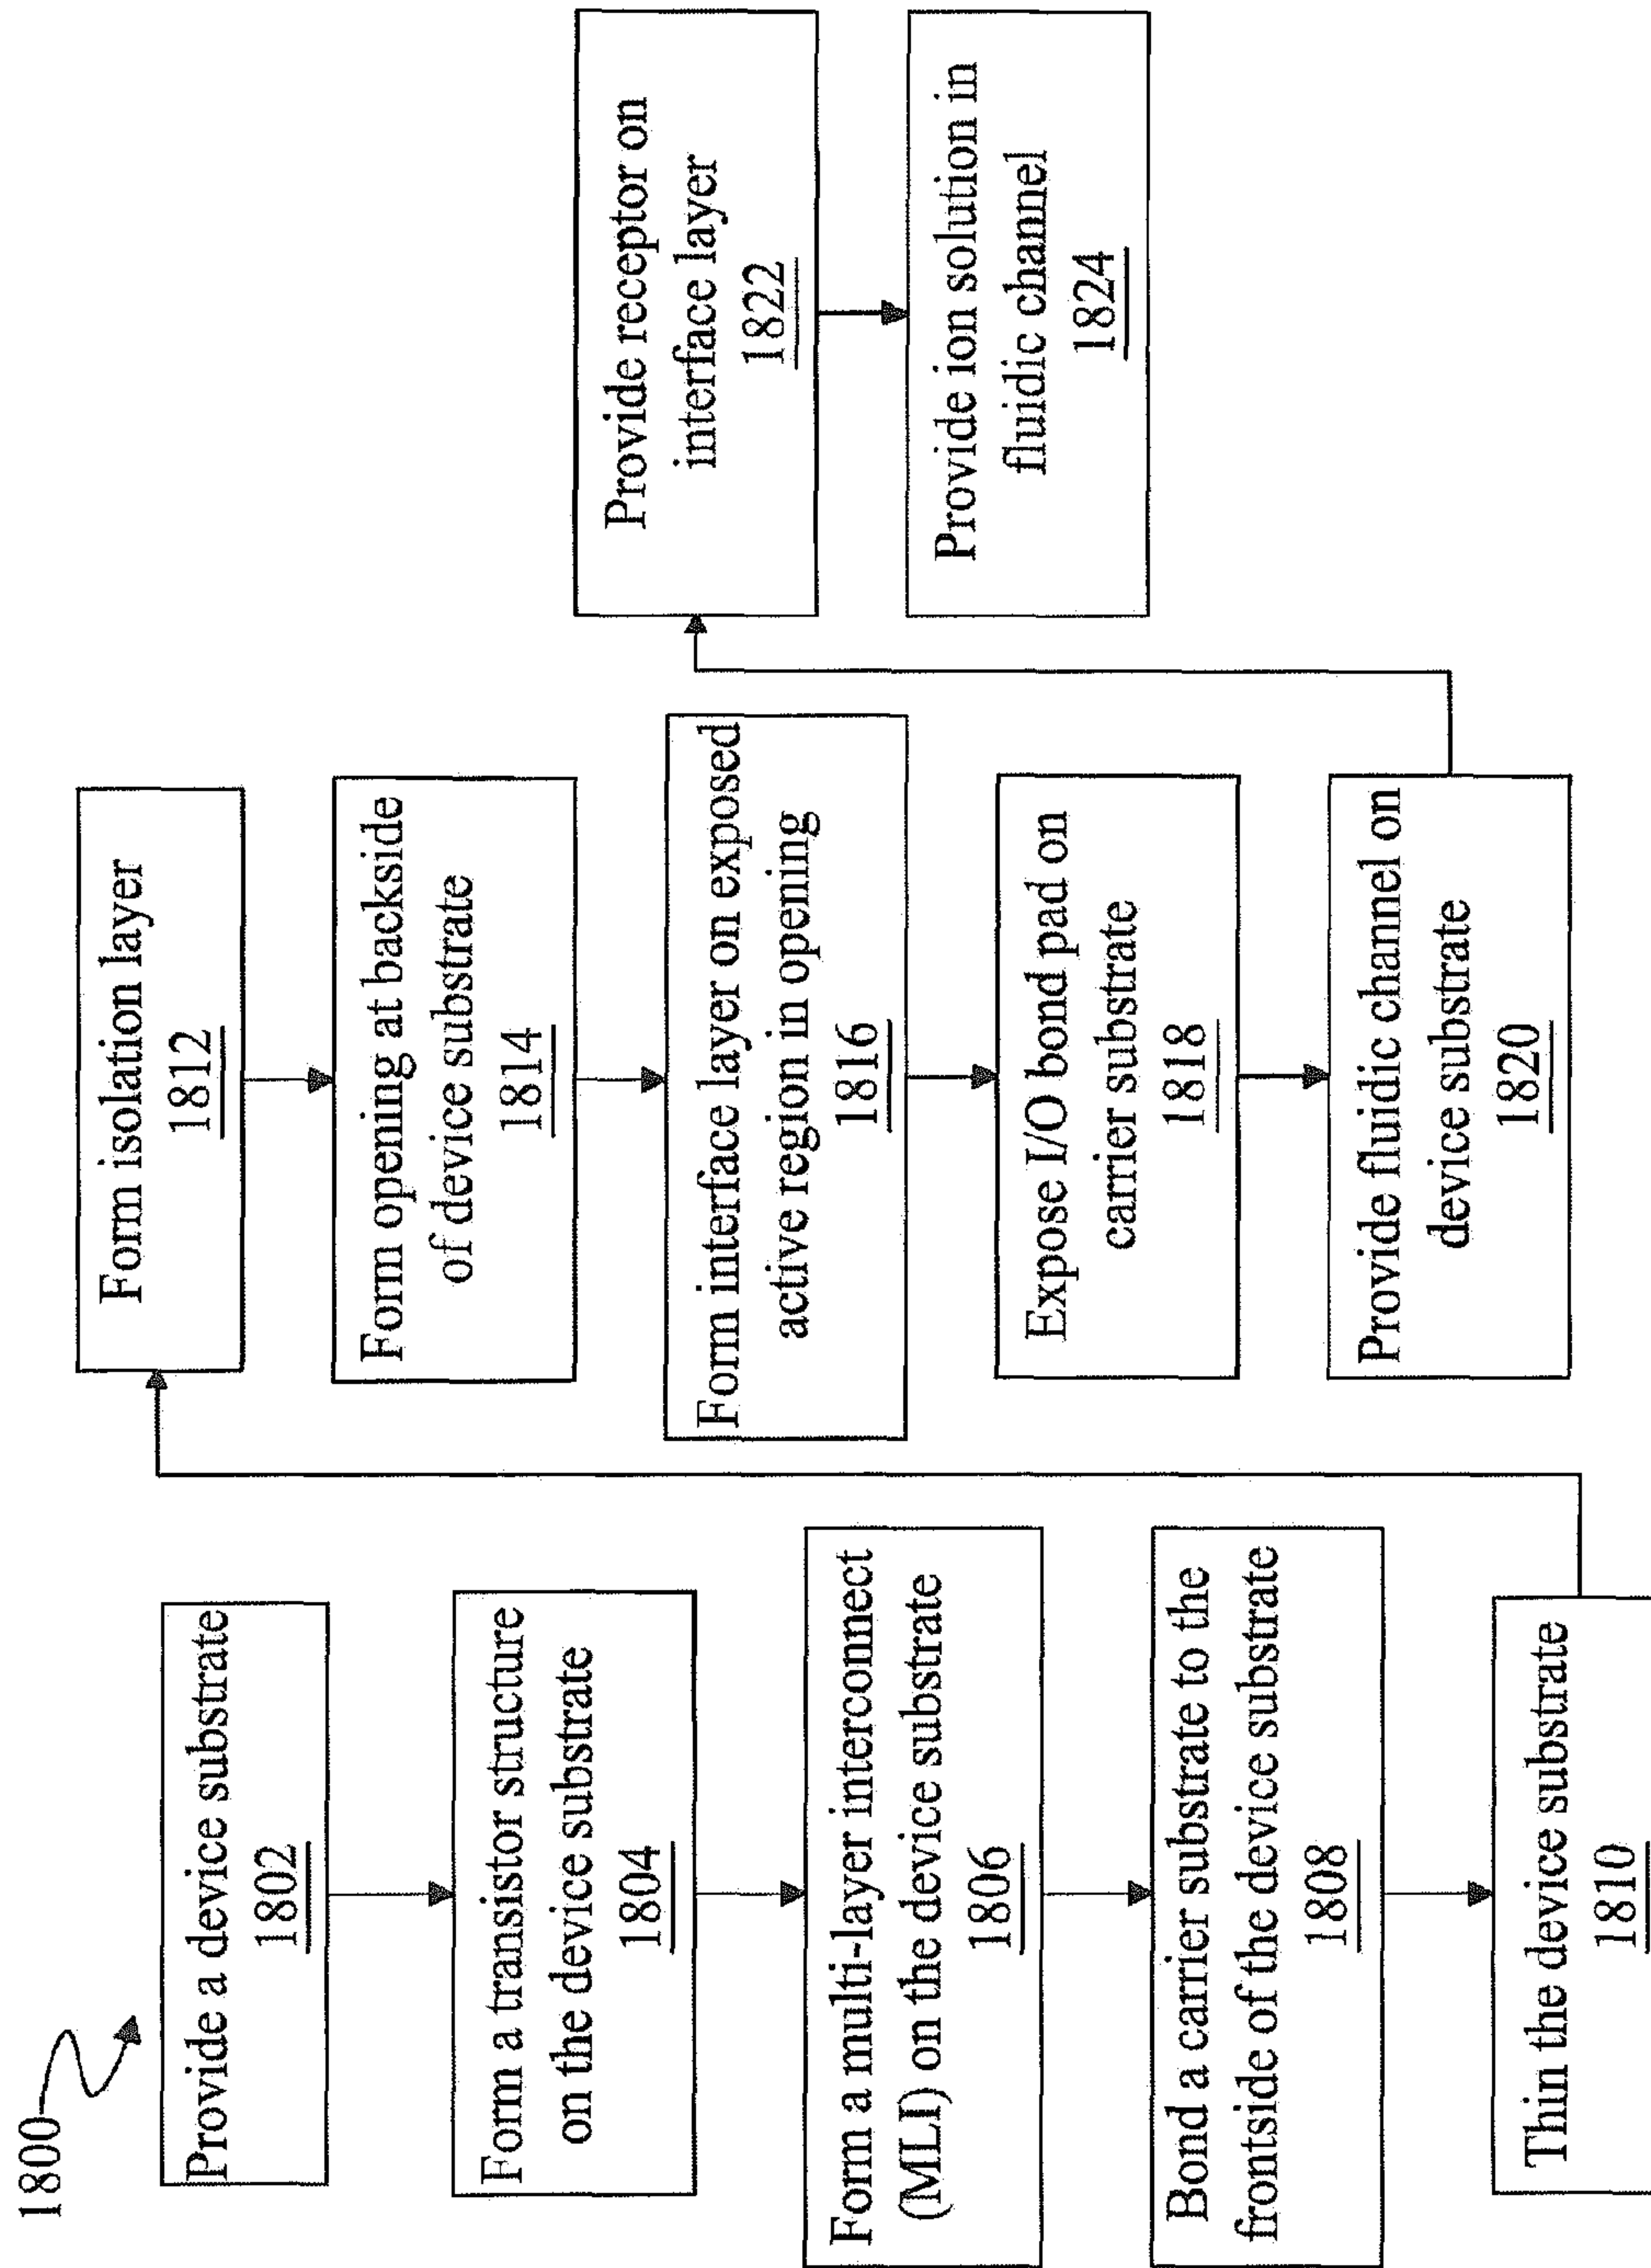 1800
Provide a device substrate
1802
Form a transistor structure
on the device substrate
1804
Form a multi-layer interconnect
(MLI) on the device substrate
1806
Bond a carrier substrate to the
frontside of the device substrate
1808
Thin the device substrate
1810
Form isolation layer
1812
Form opening at backside
of device substrate
1814
Form interface layer on exposed
active region in opening
1816
Expose I/O bond pad on
carrier substrate
1818
Provide fluidic channel on
device substrate
1820
Provide receptor on
interface layer
1822
Provide ion solution in
fluidic channel
1824